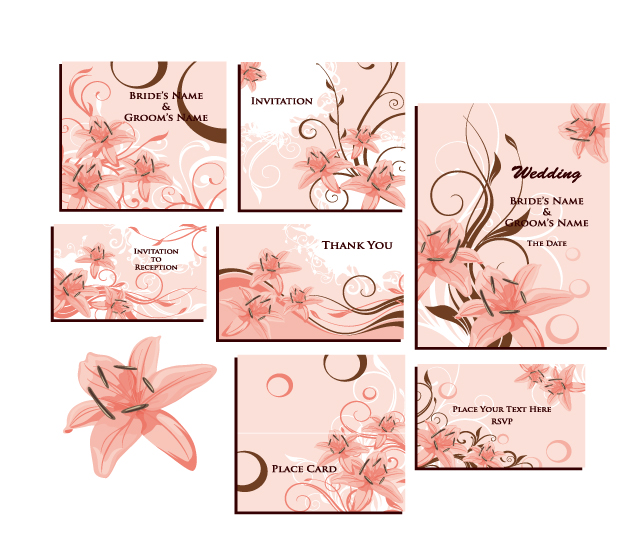 Bride's Name
&
Groom's Name
Invitation
Wedding
Bride's Name
&
Groom's Name
The Date
Invitation
to
Reception
Thank You
Place Card
Place Your Text Here
RSVP